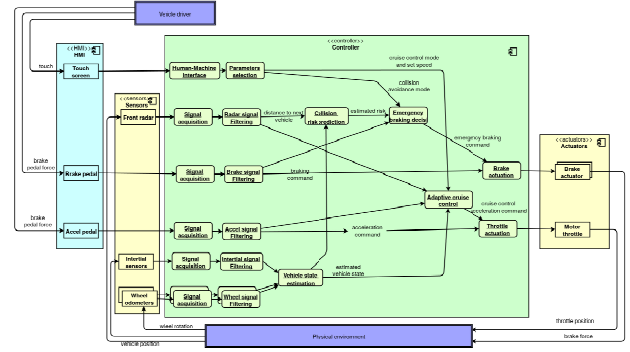 Vehicle driver
<<HMI>>
HMI
<<controller>>
Controller
cruise control mode
and set speed
touch
Touch
screen
Human-Machine
Interface
Parameters
selection
collision
avoidance mode
<<sensors>>
Sensors
Front radar
Signal
acquisition
Radar signal
Filtering
distance to next
vehicle
Collision
risk prediction
estimated risk
Emergency
braking decis
emergency braking
command
<<actuators>>
Actuators
brake
pedal force
Brake pedal
Signal
acquisition
Brake signal
Filtering
braking
command
Brake
actuation
Brake
actuator
Adaptive cruise
control
cruise control
acceleration command
brake
pedal force
Accel pedal
Signal
acquisition
Accel signal
Filtering
acceleration
command
Throttle
actuation
Motor
throttle
Intertial
sensors
Signal
acquisition
Intertial signal
Filtering
Vehicle state
estimation
estimated
vehicle state
Wheel
odometers
Signal
acquisition
Wheel signal
Filtering
wheel rotation
throttle position
Physical environment
brake force
vehicle position